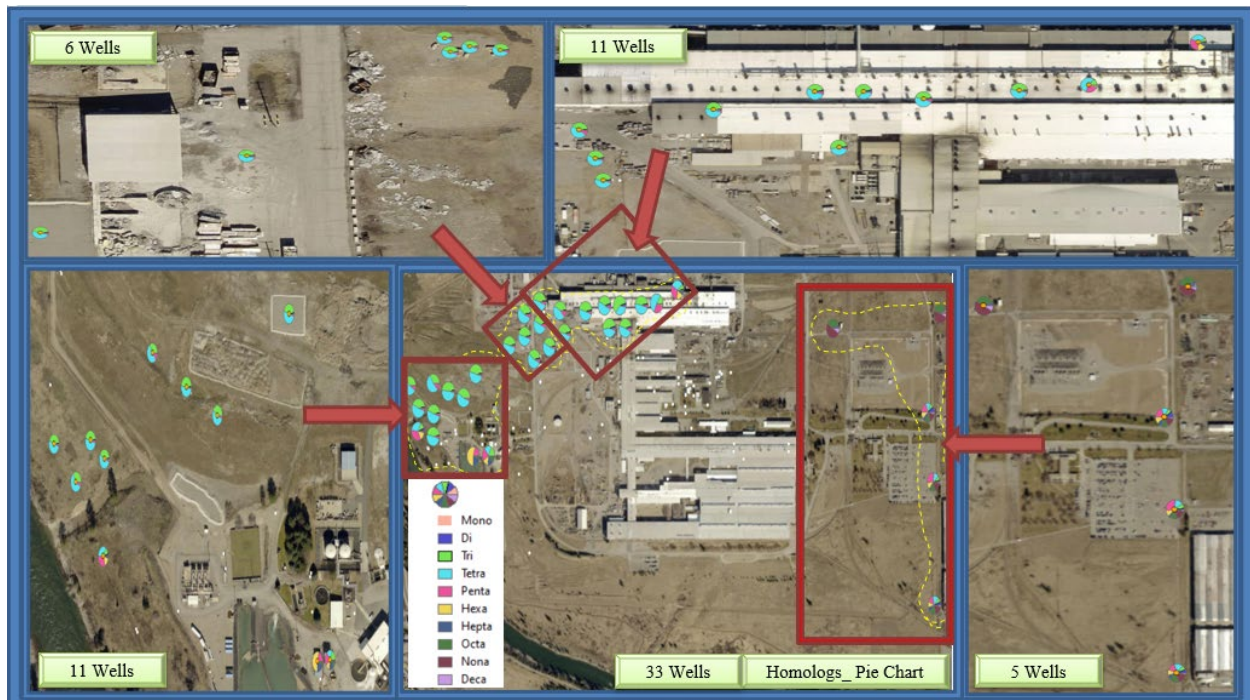 6 Wells
11 Wells
Mono
Di
Tri
Tetra
Penta
Hexa
Hepta
Octa
Nona
Deca
11 Wells
33 Wells
Homologs_ Pie Chart
5 Wells